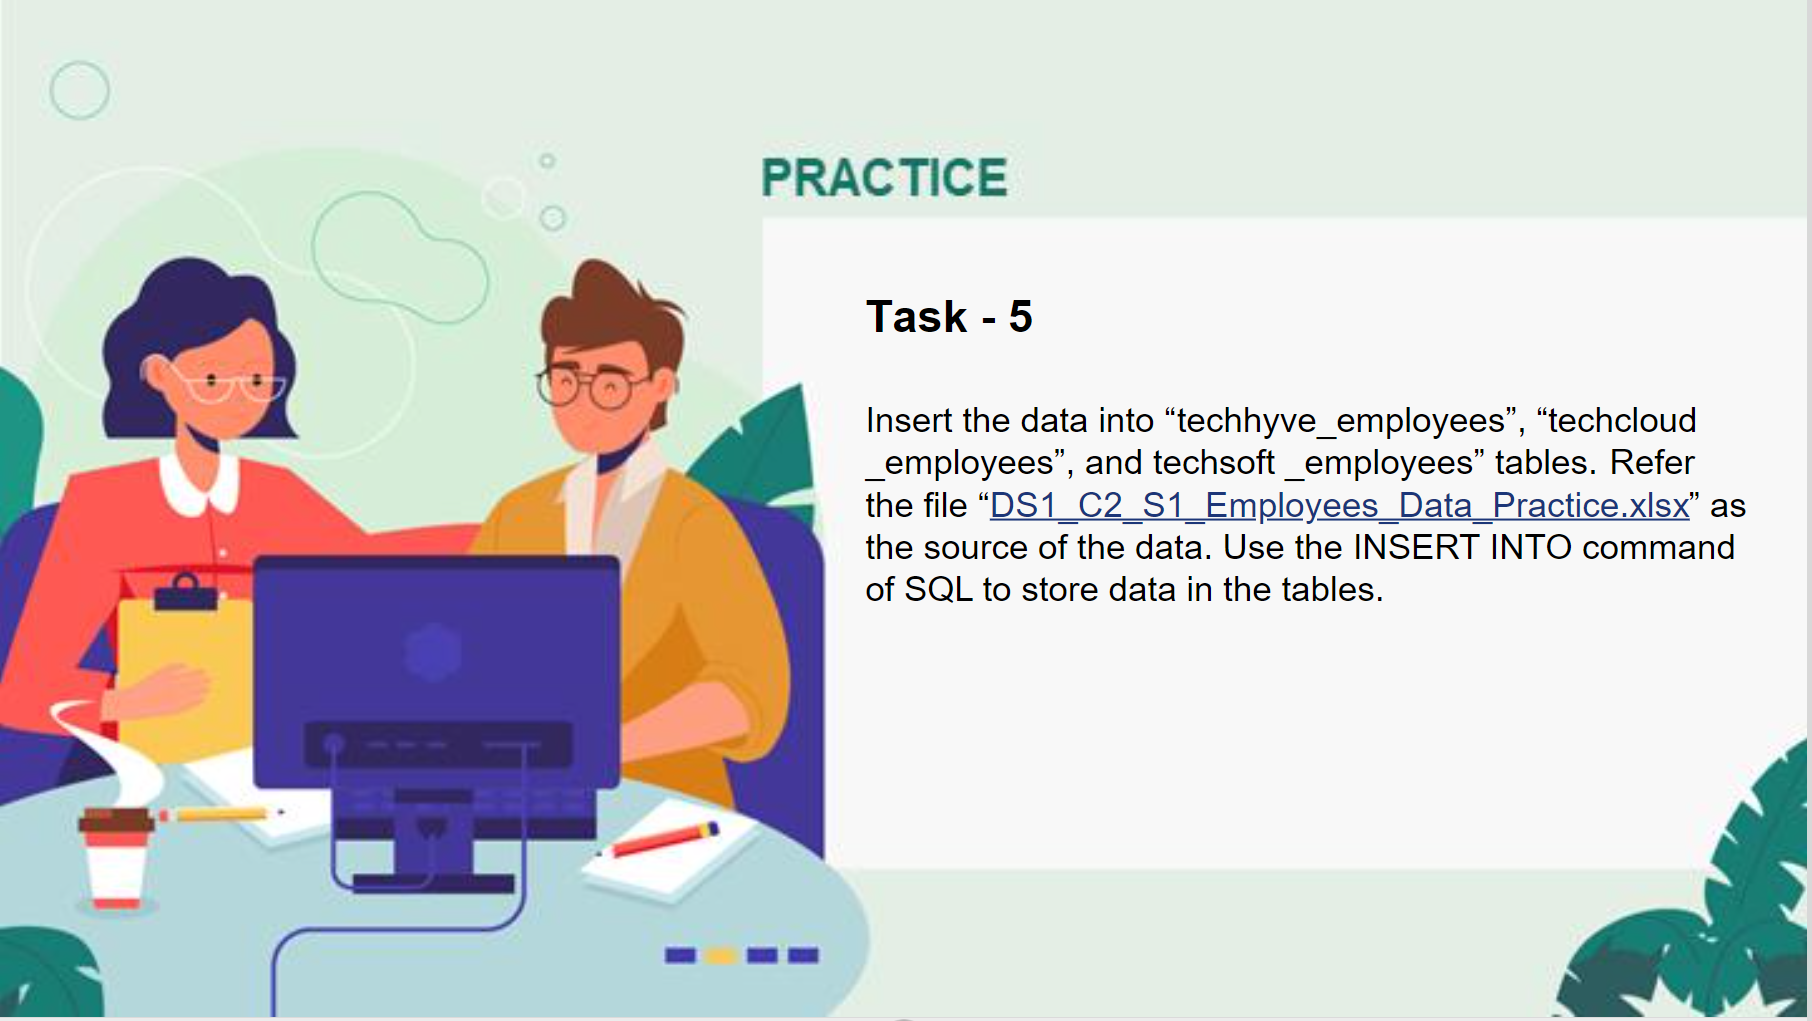 PRACTICE
Task - 5
Insert the data into “techhyve_employees”, “techcloud
_employees”, and techsoft _employees” tables. Refer
the file “DS1_C2_S1_Employees_Data_Practice.xlsx” as
the source of the data. Use the INSERT INTO command
of SQL to store data in the tables.